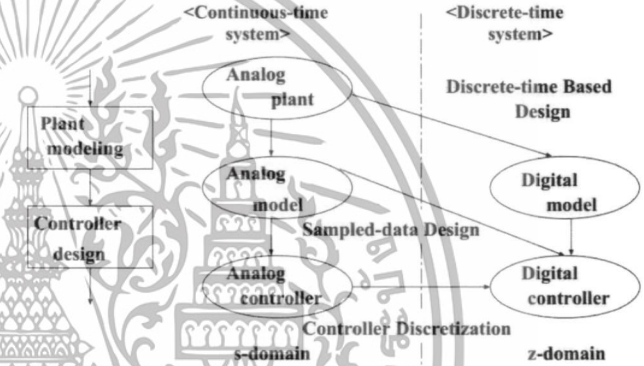 <Continuous-time
system>
<Discrete-time
system>
Analog
plant
Discrete-time Based
Design
Plant
modeling
Analog
model
Digital
model
Controller
design
Sampled-data Design
Analog
controller
Digital
controller
Controller Discretization
s-domain
z-domain